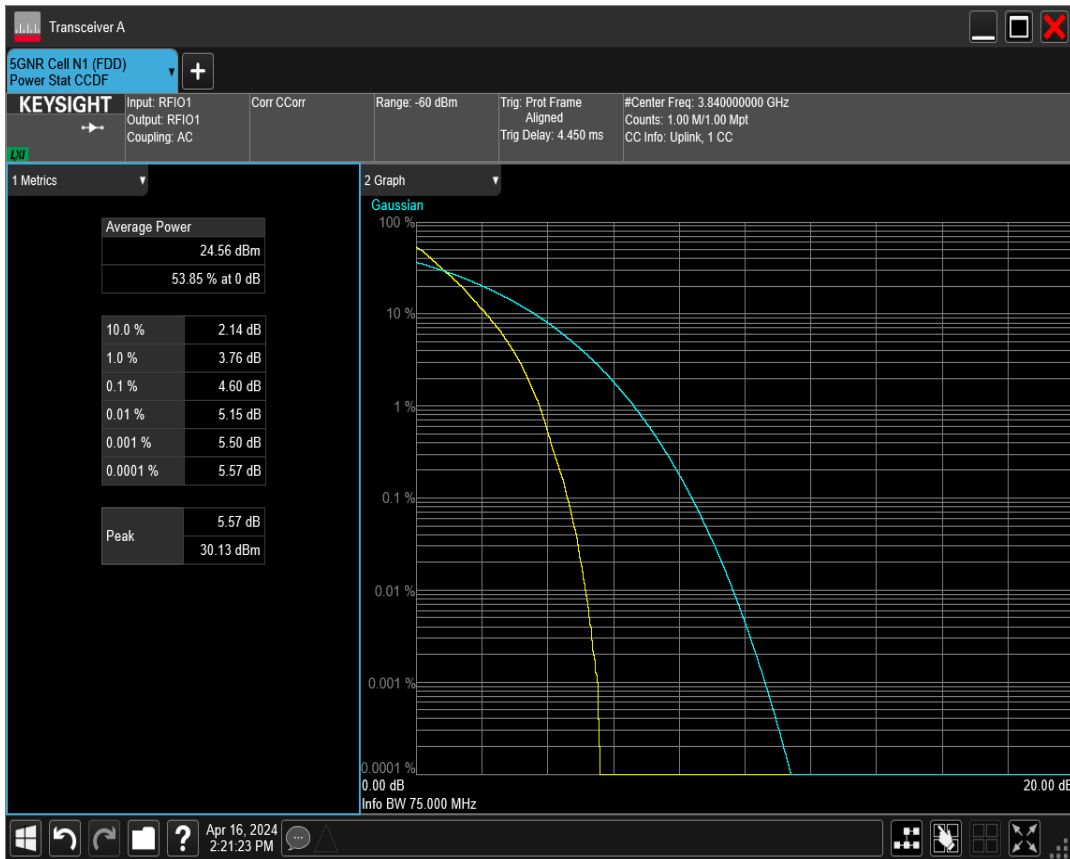 Transceiver A
5GNR Cell N1 (FDD)
Power Stat CCDF
+
KEYSIGHT
LXI
Input: RFIO1
Output: RFIO1
Coupling: AC
Corr CCorr
Range: -60 dBm
Trig: Prot Frame
Aligned
Trig Delay: 4.450 ms
#Center Freq: 3.840000000 GHz
Counts: 1.00 M/1.00 Mpt
CC Info: Uplink, 1 CC
1 Metrics
Average Power
24.56 dBm
53.85 % at 0 dB
10.0 % 2.14 dB
1.0 % 3.76 dB
0.1 % 4.60 dB
0.01 % 5.15 dB
0.001 % 5.50 dB
0.0001 % 5.57 dB
Peak
5.57 dB
30.13 dBm
2 Graph
Gaussian
100 %
10 %
1 %
0.1 %
0.01 %
0.001 %
0.0001 %
0.00 dB 20.00 dB
Info BW 75.000 MHz
?
Apr 16, 2024
2:21:23 PM